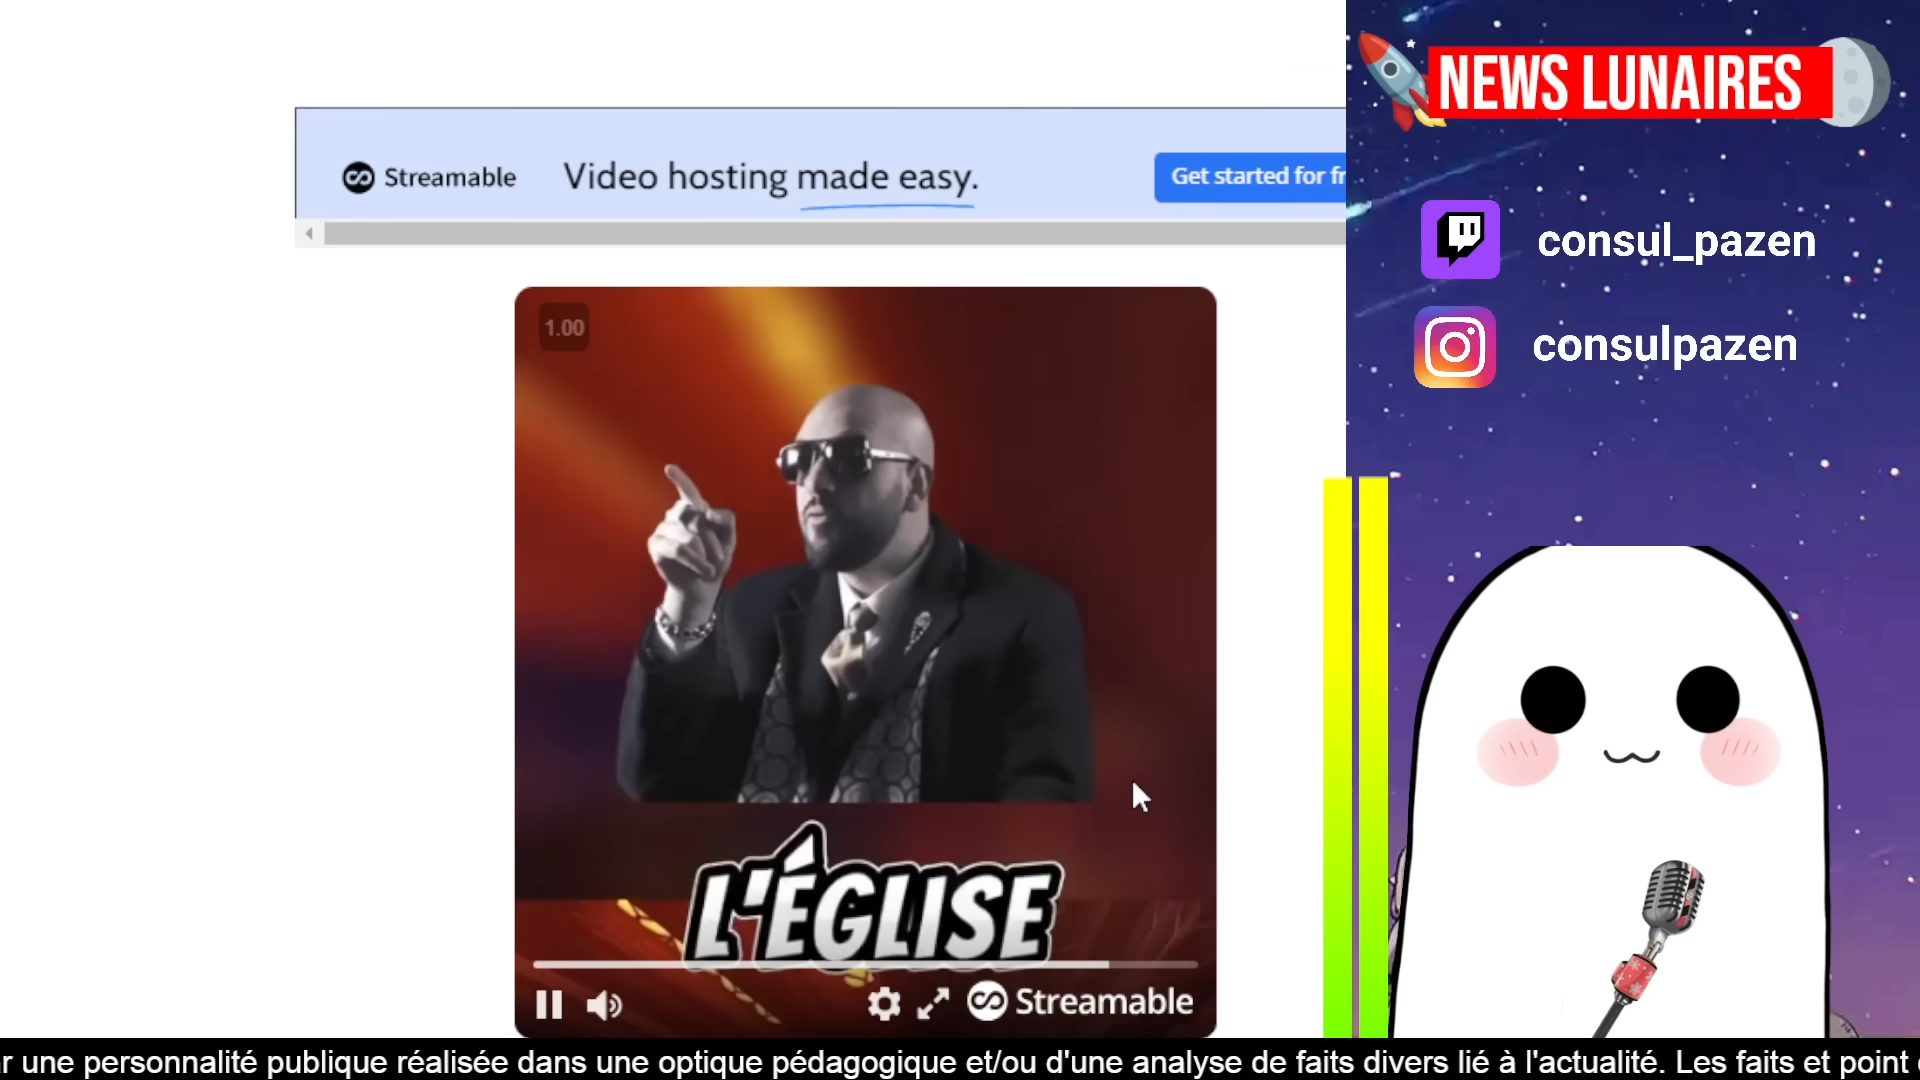 NEWS LUNAIRES
Streamable
Video hosting made easy.
Get started for fr
consul_pazen
consulpazen
1.00
L'ÉGLISE
Streamable
r une personnalité publique réalisée dans une optique pédagogique et/ou d'une analyse de faits divers lié à l'actualité. Les faits et point